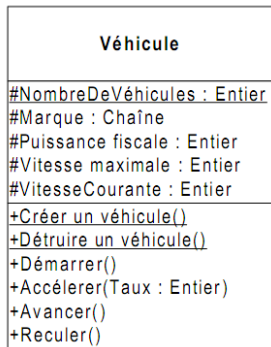 Véhicule
#NombreDeVéhicules : Entier
#Marque : Chaîne
#Puissance fiscale : Entier
#Vitesse maximale : Entier
#VitesseCourante : Entier
+Créer un véhicule()
+Détruire un véhicule()
+Démarrer()
+Accélerer(Taux : Entier)
+Avancer()
+Reculer()